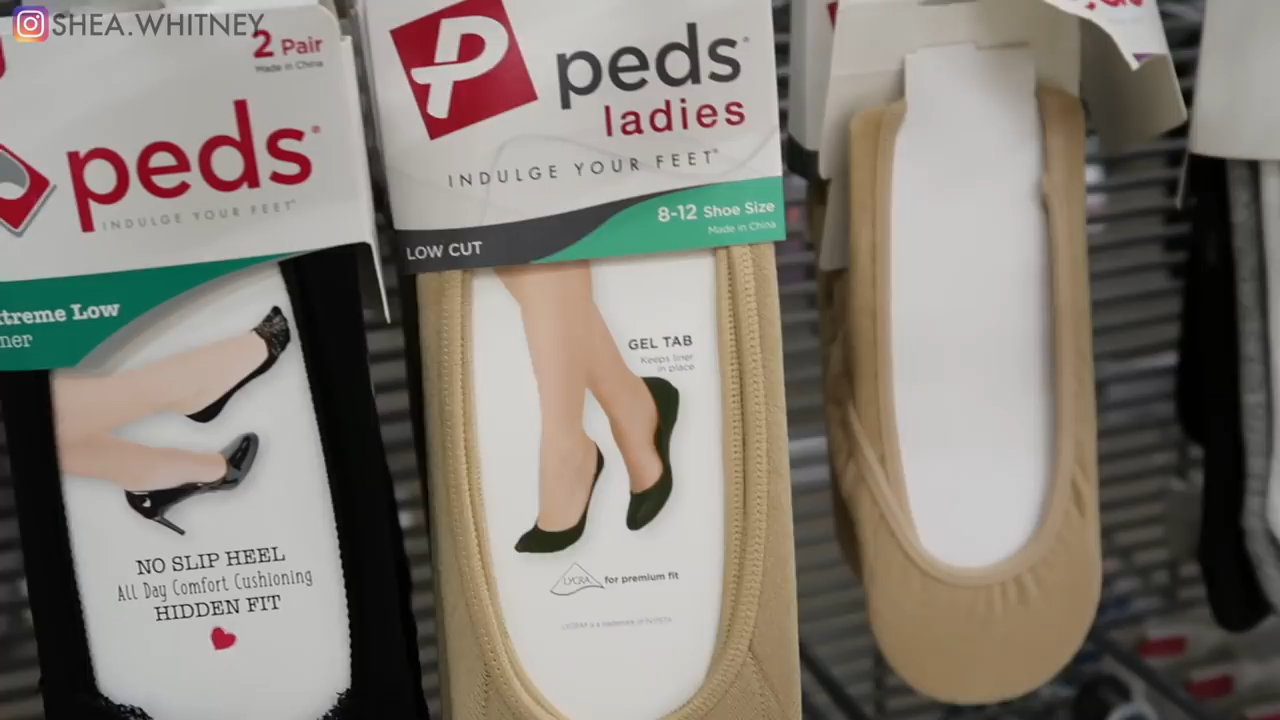 SHEA.WHITNEY
2 Pair
Made in China
peds
INDULGE YOUR FEET
treme Low
ner
NO SLIP HEEL
All Day Comfort Cushioning
HIDDEN FIT
P
peds
ladies
INDULGE YOUR FEET
8-12 Shoe Size
Made in China
LOW CUT
GEL TAB
Keeps liner
in place
LYCRA for premium fit